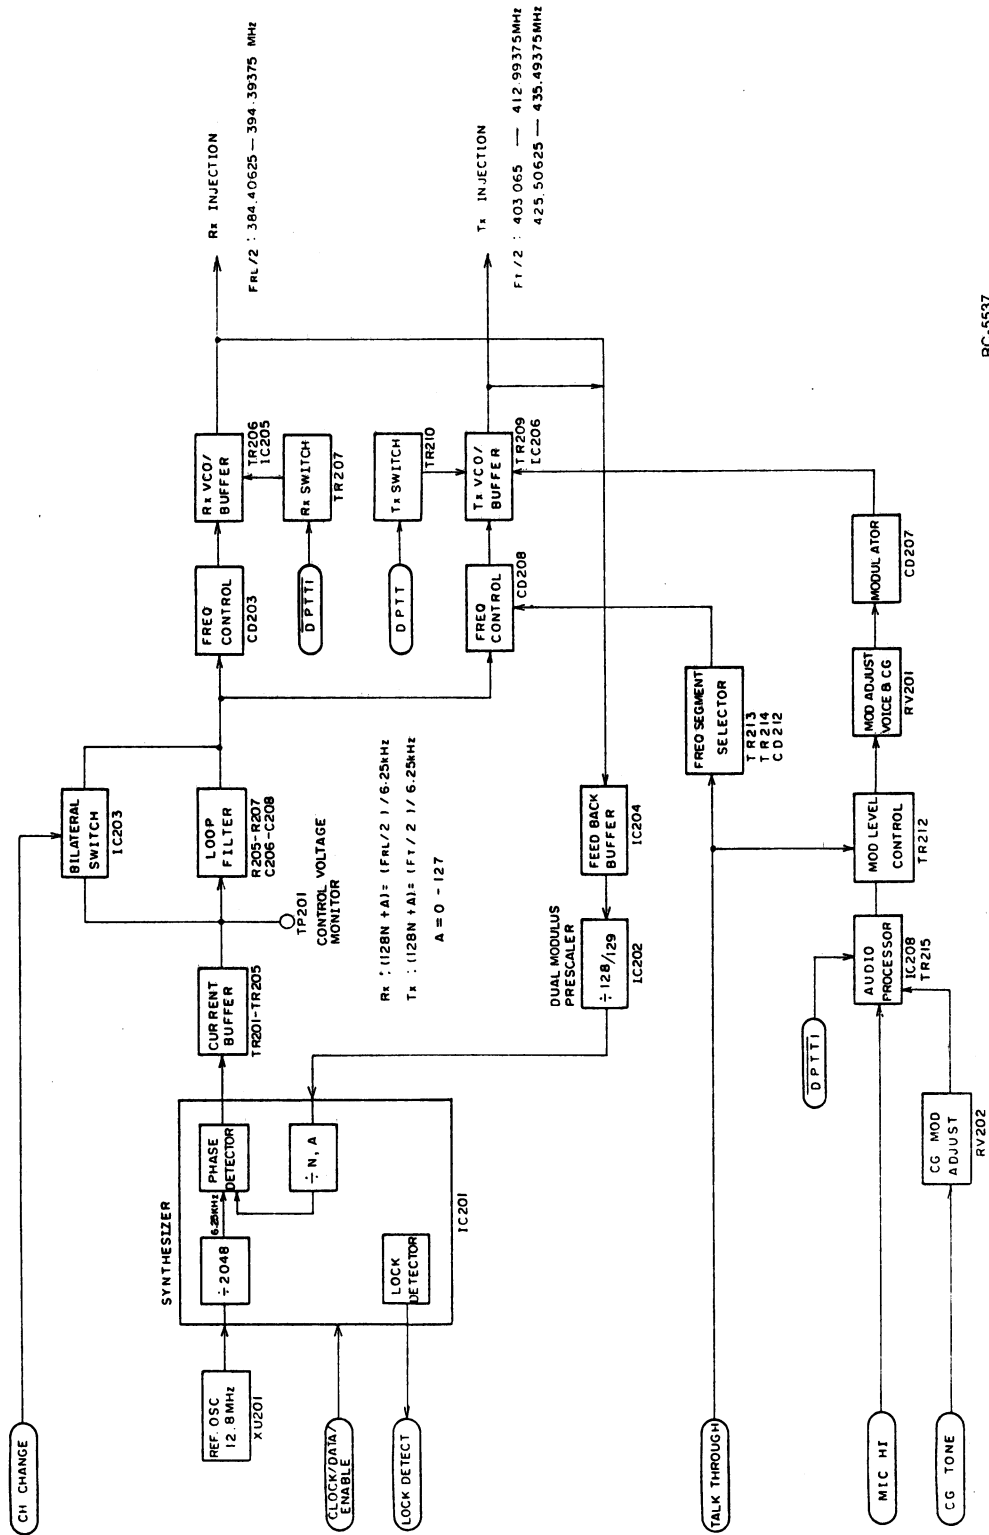 CH CHANGE
BILATERAL
SWITCH
IC203
REF. OSC
12.8MHz
XU201
SYNTHESIZER
÷2048
6.25KHz
PHASE
DETECTOR
÷N, A
LOCK
DETECTOR
IC201
CLOCK/DATA/
ENABLE
LOCK DETECT
CURRENT
BUFFER
TR201-TR205
TP201
CONTROL VOLTAGE
MONITOR
LOOP
FILTER
R205-R207
C206-C208
FREQ
CONTROL
CD203
Rx VCO/
BUFFER
TR206
IC205
Rx INJECTION
FRL/2 : 384.40625 — 394.39375 MHz
DPTTI
Rx SWITCH
TR207
DPTT
Tx SWITCH
TR210
FREQ
CONTROL
CD208
Tx VCO/
BUFFER
TR209
IC206
Tx INJECTION
FT/2 : 403.065 — 412.99375MHz
425.50625 — 435.49375MHz
Rx : (128N + A)= (FRL/2 )/6.25kHz
Tx : (128N + A)= (FT/2 )/6.25kHz
A = 0 - 127
DUAL MODULUS
PRESCALER
÷128/129
IC202
FEED BACK
BUFFER
IC204
TALK THROUGH
FREQ SEGMENT
SELECTOR
TR213
TR214
CD212
MIC HI
CG TONE
CG MOD
ADJUST
RV202
DPTTI
AUDIO
PROCESSOR
IC208
TR215
MOD LEVEL
CONTROL
TR212
MOD ADJUST
VOICE & CG
RV201
MODULATOR
CD207